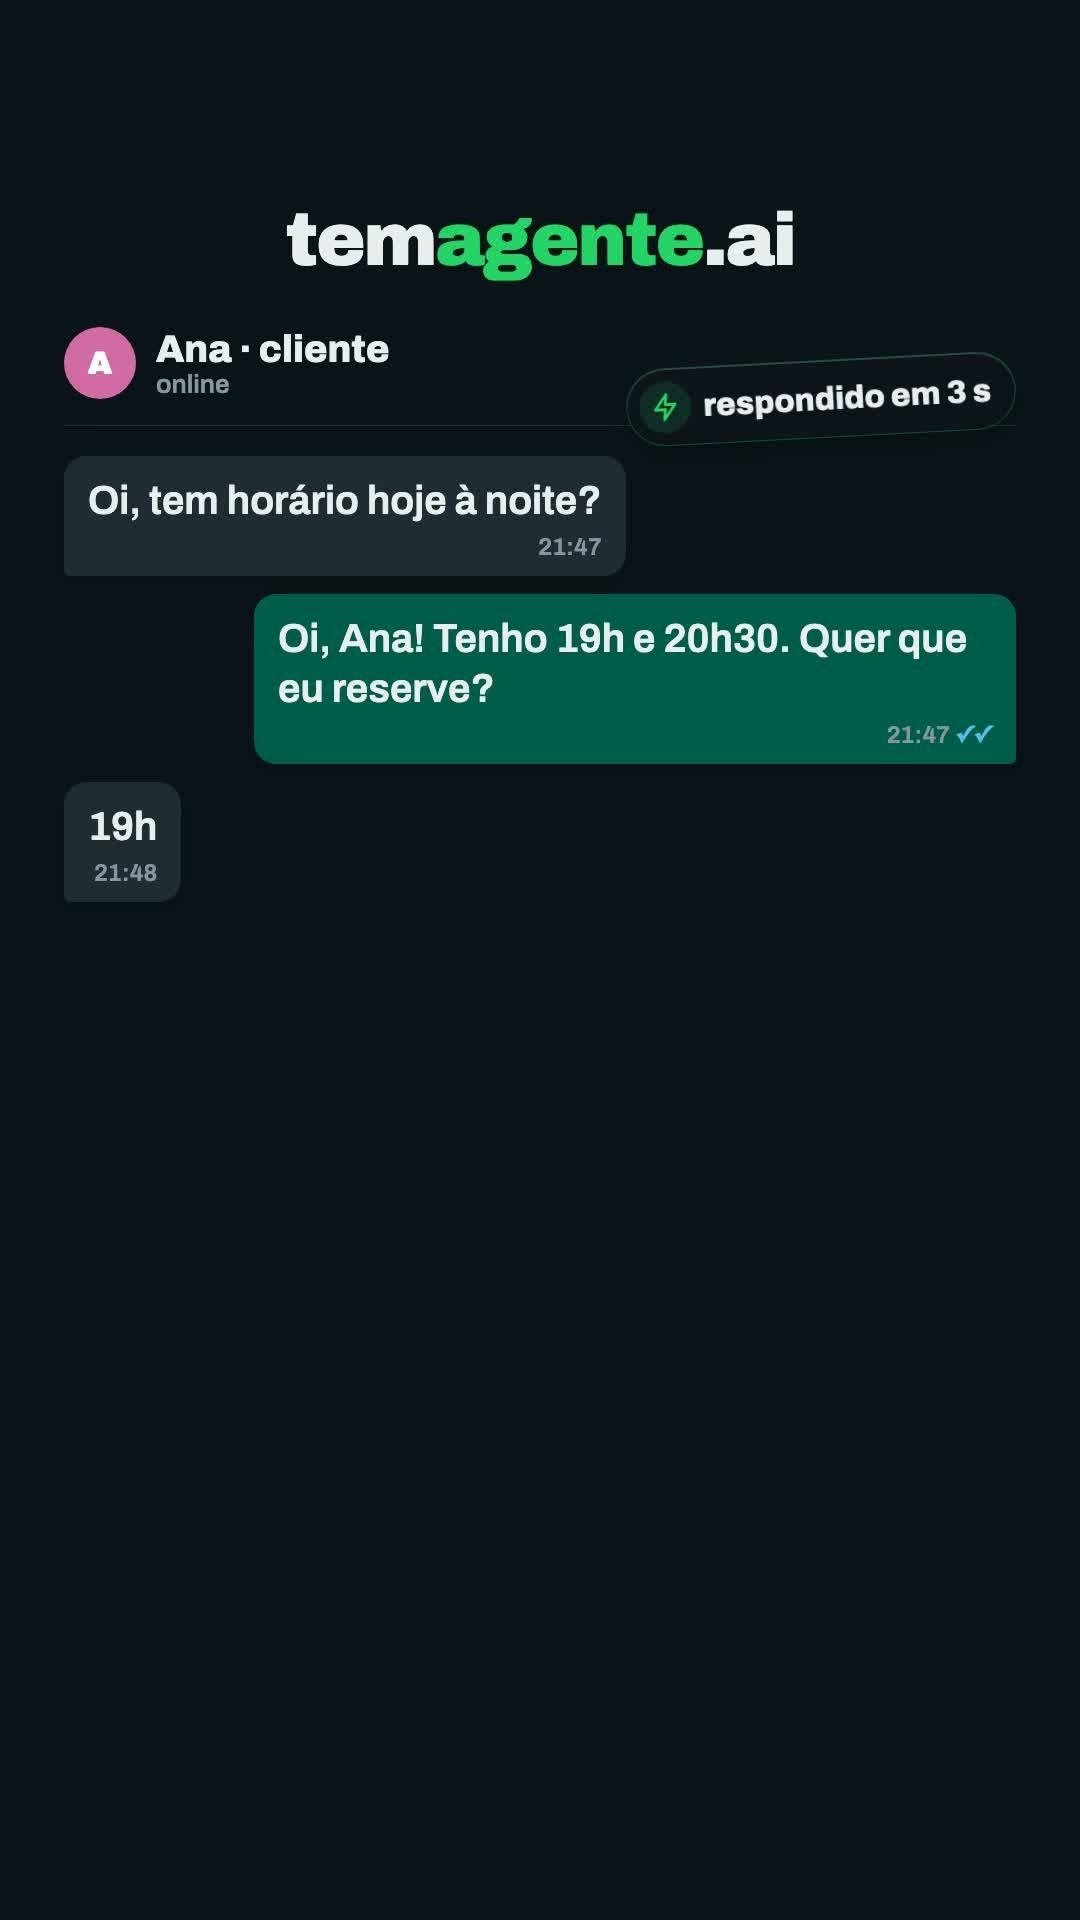 temagente.ai
A
Ana · cliente
online
respondido em 3 s
Oi, tem horário hoje à noite?
21:47
Oi, Ana! Tenho 19h e 20h30. Quer que
eu reserve?
21:47 ✓✓
19h
21:48